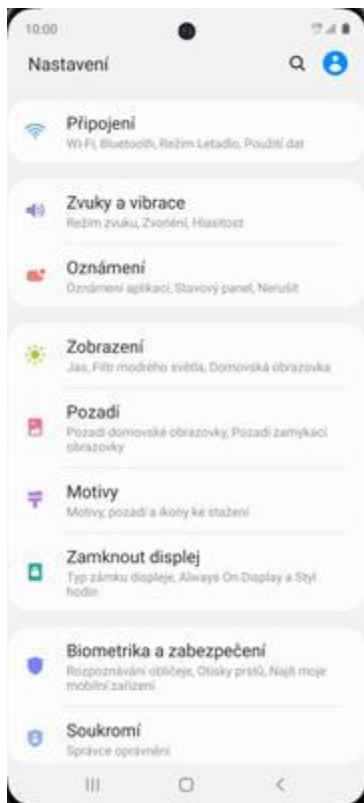 10:00
Nastavení
Připojení
Wi-Fi, Bluetooth, Režim Letadlo, Použití dat
Zvuky a vibrace
Režim zvuku, Zvonění, Hlasitost
Oznámení
Oznámení aplikací, Stavový panel, Nerušit
Zobrazení
Jas, Filtr modrého světla, Domovská obrazovka
Pozadí
Pozadí domovské obrazovky, Pozadí zamykací
obrazovky
Motivy
Motivy, pozadí a ikony ke stažení
Zamknout displej
Typ zámku displeje, Always On Display a Styl
hodin
Biometrika a zabezpečení
Rozpoznávání obličeje, Otisky prstů, Najít moje
mobilní zařízení
Soukromí
Správce oprávnění